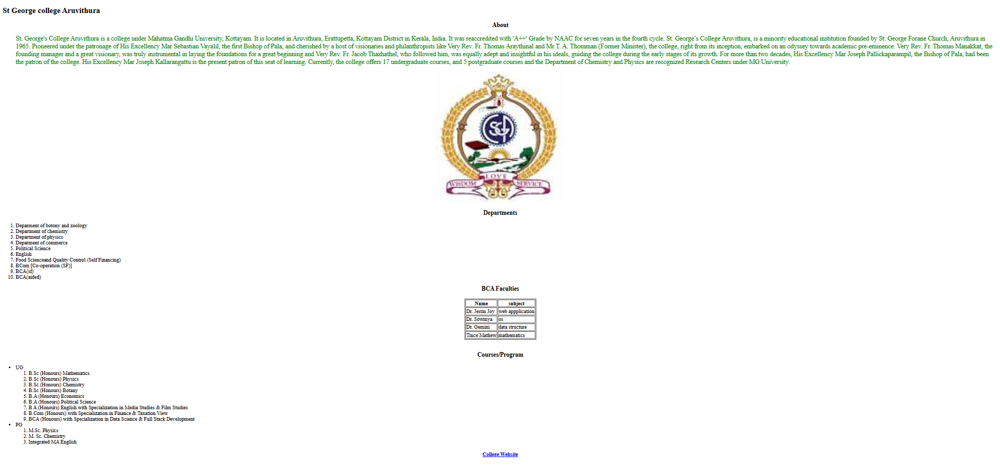 St George college Aruvithura
About
St. George's College Aruvithura is a college under Mahatma Gandhi University, Kottayam. It is located in Aruvithura, Erattupetta, Kottayam District in Kerala, India. It was reaccredited with 'A++' Grade by NAAC for seven years in the fourth cycle. St. George’s College Aruvithura, is a minority educational institution founded by St. George Forane Church, Aruvithura in
1965. Pioneered under the patronage of His Excellency Mar Sebastian Vayalil, the first Bishop of Pala, and cherished by a host of visionaries and philanthropists like Very Rev. Fr. Thomas Araythinal and Mr T. A. Thomman (Former Minister), the college, right from its inception, embarked on an odyssey towards academic pre-eminence. Very Rev. Fr. Thomas Manakkat, the
founding manager and a great visionary, was truly instrumental in laying the foundations for a great beginning and Very Rev. Fr. Jacob Thazhathel, who followed him, was equally adept and insightful in his ideals, guiding the college during the early stages of its growth. For more than two decades, His Excellency Mar Joseph Pallickaparampil, the Bishop of Pala, had been
the patron of the college. His Excellency Mar Joseph Kallarangattu is the present patron of this seat of learning. Currently, the college offers 17 undergraduate courses, and 5 postgraduate courses and the Department of Chemistry and Physics are recognized Research Centers under MG University.
SGC
LOVE
WISDOM SERVICE
Departments
1. Deparment of botony and zoology
2. Department of chemistry
3. Department of physics
4. Deparment of commerce
5. Political Science
6. English
7. Food Scienceand Quality Control (Self Financing)
8. BCom [Co-operation (SF)]
9. BCA(sf)
10. BCA(aided)
BCA Faculties
Name subject
Dr. Jestin Joy web appplication
Dr. Sowmya os
Dr. Gemini data structure
Tince Mathew mathematics
Courses/Program
• UG
1. B.Sc (Honours) Mathematics
2. B.Sc (Honours) Physics
3. B.Sc (Honours) Chemistry
4. B.Sc (Honours) Botany
5. B.A (Honours) Economics
6. B.A (Honours) Political Science
7. B A (Honours) English with Specialization in Media Studies & Film Studies
8. B.Com (Honours) with Specialization in Finance & Taxation View
9. BCA (Honours) with Specialization in Data Science & Full Stack Development
• PG
1. M.Sc. Physics
2. M. Sc. Chemistry
3. Integrated MA English
College Website